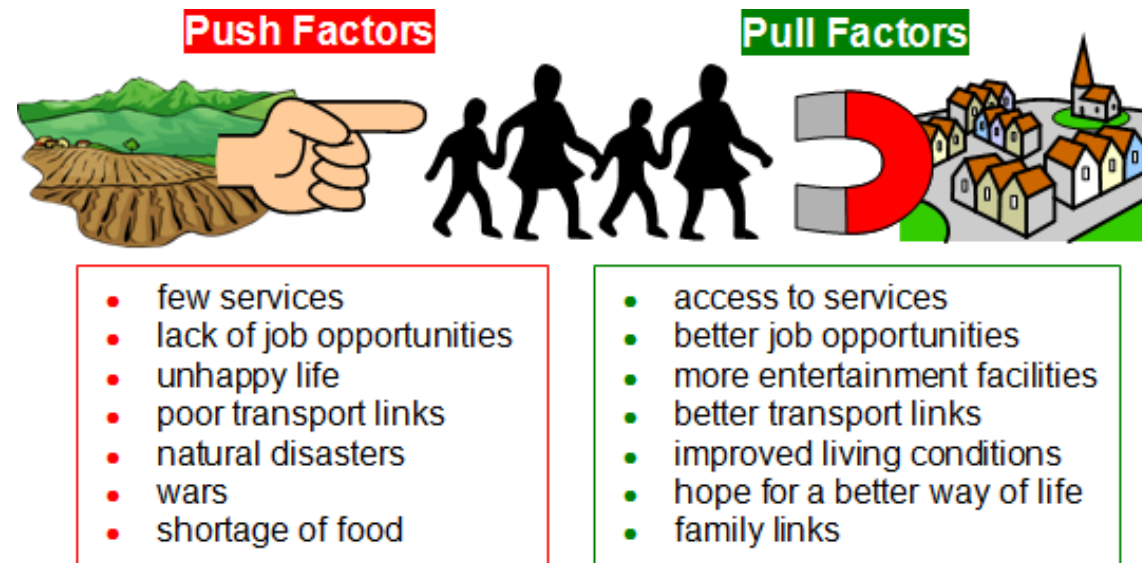 Push Factors
Pull Factors
few services
lack of job opportunities
unhappy life
poor transport links
natural disasters
wars
shortage of food
access to services
better job opportunities
more entertainment facilities
better transport links
improved living conditions
hope for a better way of life
family links